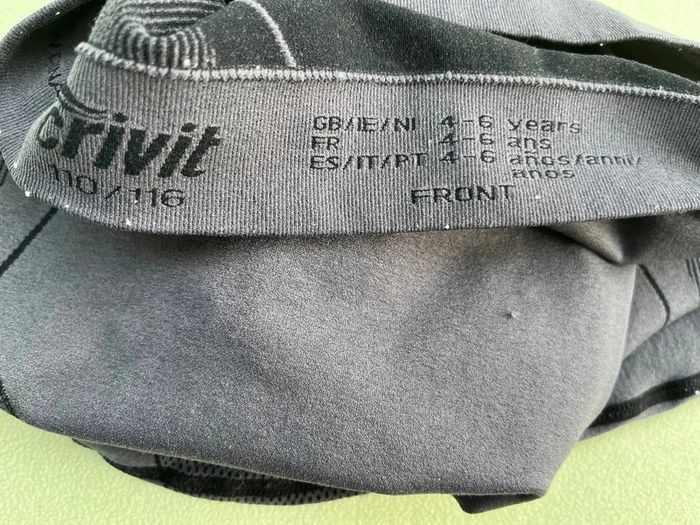 crivit
110/116
GB/IE/NI 4-6 years
FR 4-6 ans
ES/IT/PT 4-6 años/anni/
anos
FRONT